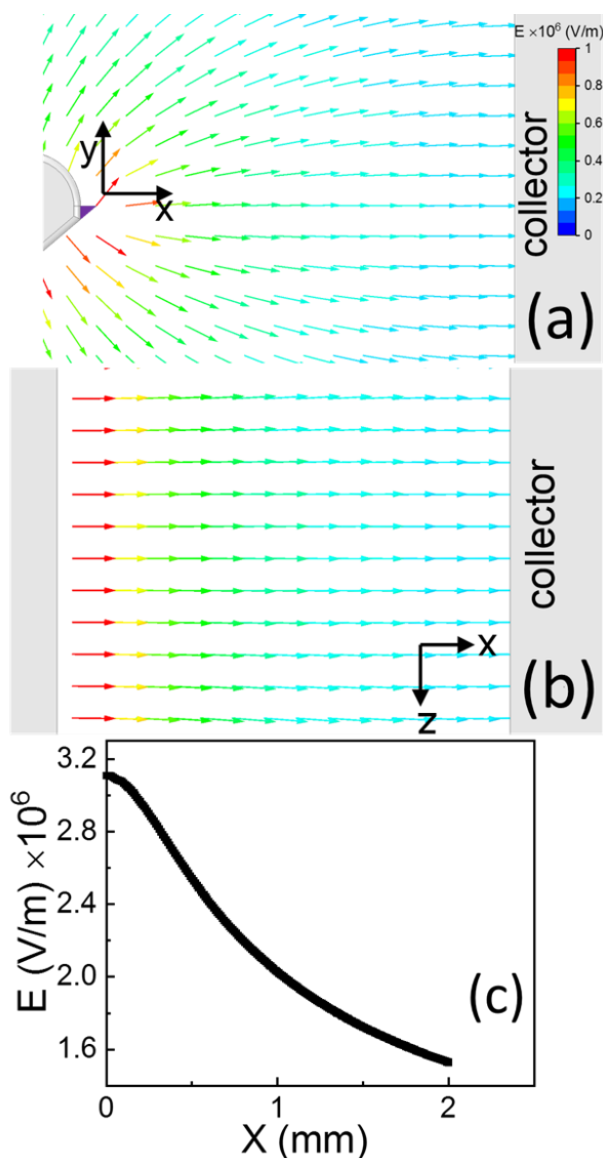 E ×10⁶ (V/m)
1
0.8
0.6
0.4
0.2
0
collector
y
x
(a)
collector
x
z
(b)
3.2
2.8
2.4
2.0
1.6
E (V/m) ×10⁶
(c)
0
1
2
X (mm)